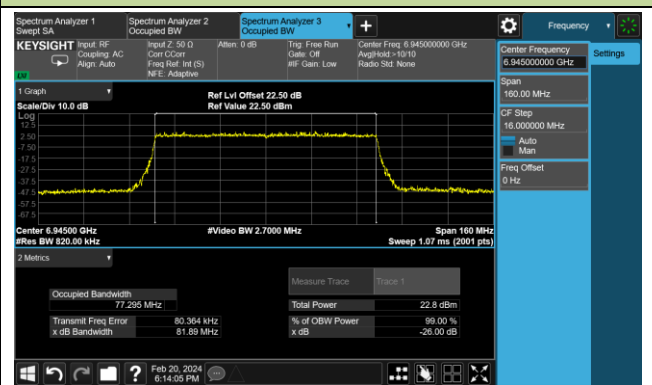 Spectrum Analyzer 1
Swept SA
Spectrum Analyzer 2
Occupied BW
Spectrum Analyzer 3
Occupied BW
Frequency
KEYSIGHT
Input: RF
Coupling: AC
Align: Auto
Input Z: 50 Ω
Corr CCorr
Freq Ref: Int (S)
NFE: Adaptive
Atten: 0 dB
Trig: Free Run
Gate: Off
#IF Gain: Low
Center Freq: 6.945000000 GHz
Avg|Hold:>10/10
Radio Std: None
Center Frequency
6.945000000 GHz
Settings
Span
160.00 MHz
CF Step
16.000000 MHz
Auto
Man
Freq Offset
0 Hz
1 Graph
Scale/Div 10.0 dB
Ref Lvl Offset 22.50 dB
Ref Value 22.50 dBm
Log
12.5
2.50
-7.50
-17.5
-27.5
-37.5
-47.5
-57.5
-67.5
Center 6.94500 GHz
#Res BW 820.00 kHz
#Video BW 2.7000 MHz
Span 160 MHz
Sweep 1.07 ms (2001 pts)
2 Metrics
Measure Trace
Trace 1
Occupied Bandwidth
77.295 MHz
Total Power
22.8 dBm
Transmit Freq Error
80.364 kHz
% of OBW Power
99.00 %
x dB Bandwidth
81.89 MHz
x dB
-26.00 dB
?
Feb 20, 2024
6:14:05 PM